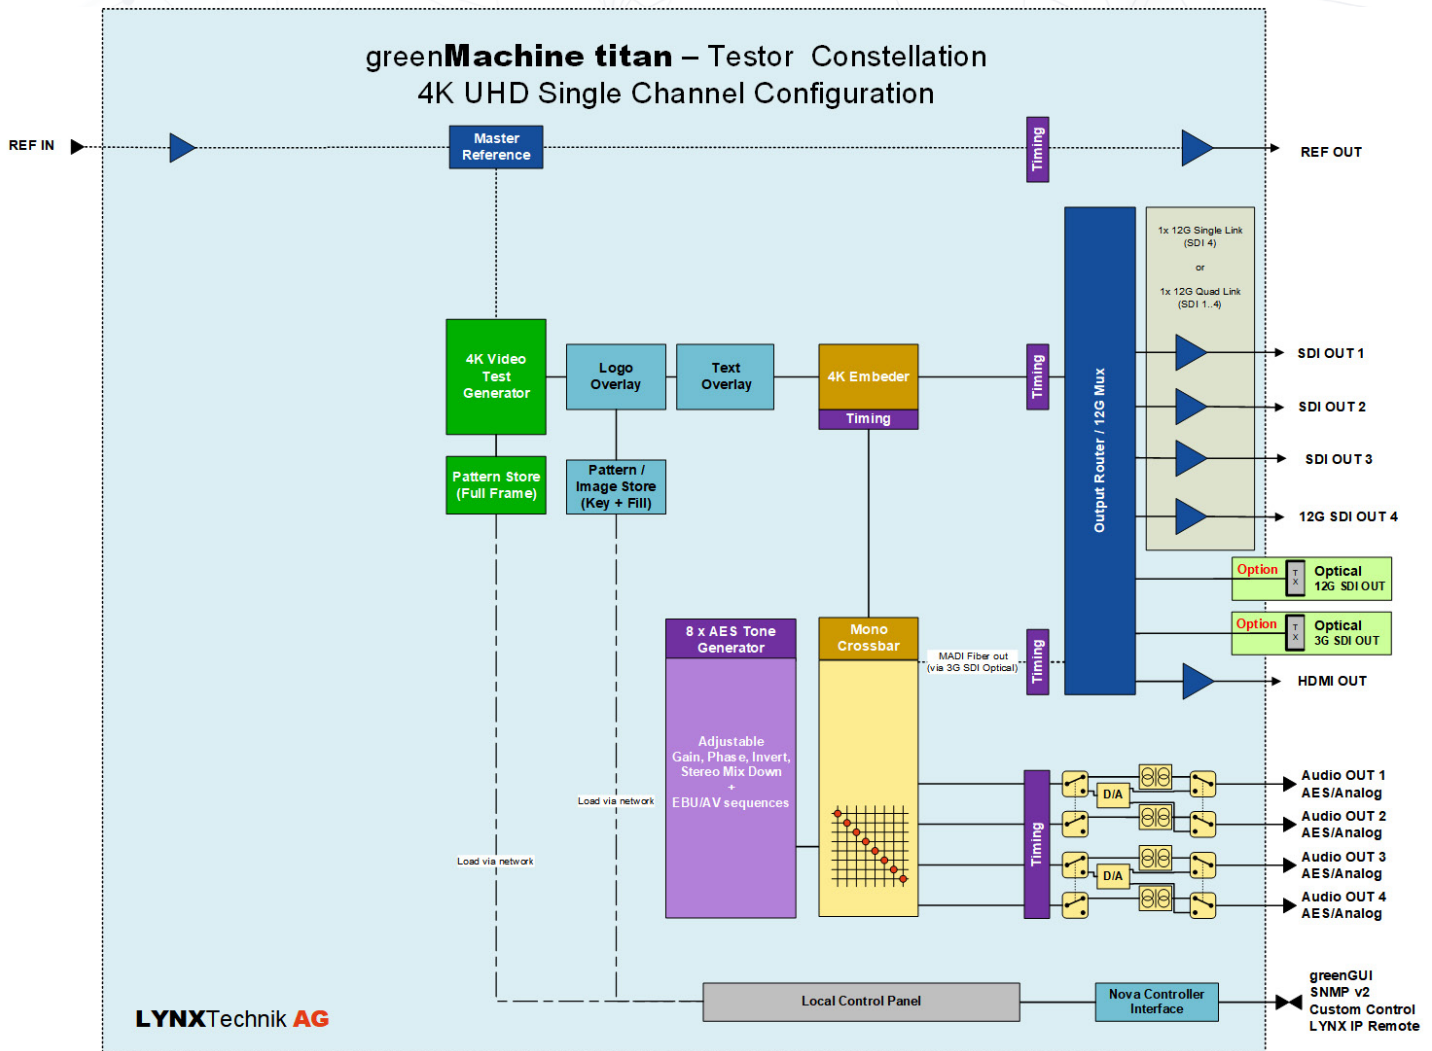 greenMachine titan – Testor Constellation
4K UHD Single Channel Configuration
REF IN
Master
Reference
Timing
REF OUT
1x 12G Single Link
(SDI 4)
or
1x 12G Quad Link
(SDI 1..4)
4K Video
Test
Generator
Logo
Overlay
Text
Overlay
4K Embeder
Timing
Timing
Output Router / 12G Mux
SDI OUT 1
SDI OUT 2
SDI OUT 3
12G SDI OUT 4
Pattern Store
(Full Frame)
Pattern /
Image Store
(Key + Fill)
Option
TX
Optical
12G SDI OUT
Option
TX
Optical
3G SDI OUT
HDMI OUT
8 x AES Tone
Generator
Mono
Crossbar
MADI Fiber out
(via 3G SDI Optical)
Timing
Adjustable
Gain, Phase, Invert,
Stereo Mix Down
+
EBU/AV sequences
Load via network
Load via network
Timing
D/A
D/A
Audio OUT 1
AES/Analog
Audio OUT 2
AES/Analog
Audio OUT 3
AES/Analog
Audio OUT 4
AES/Analog
Local Control Panel
Nova Controller
Interface
greenGUI
SNMP v2
Custom Control
LYNX IP Remote
LYNXTechnik AG